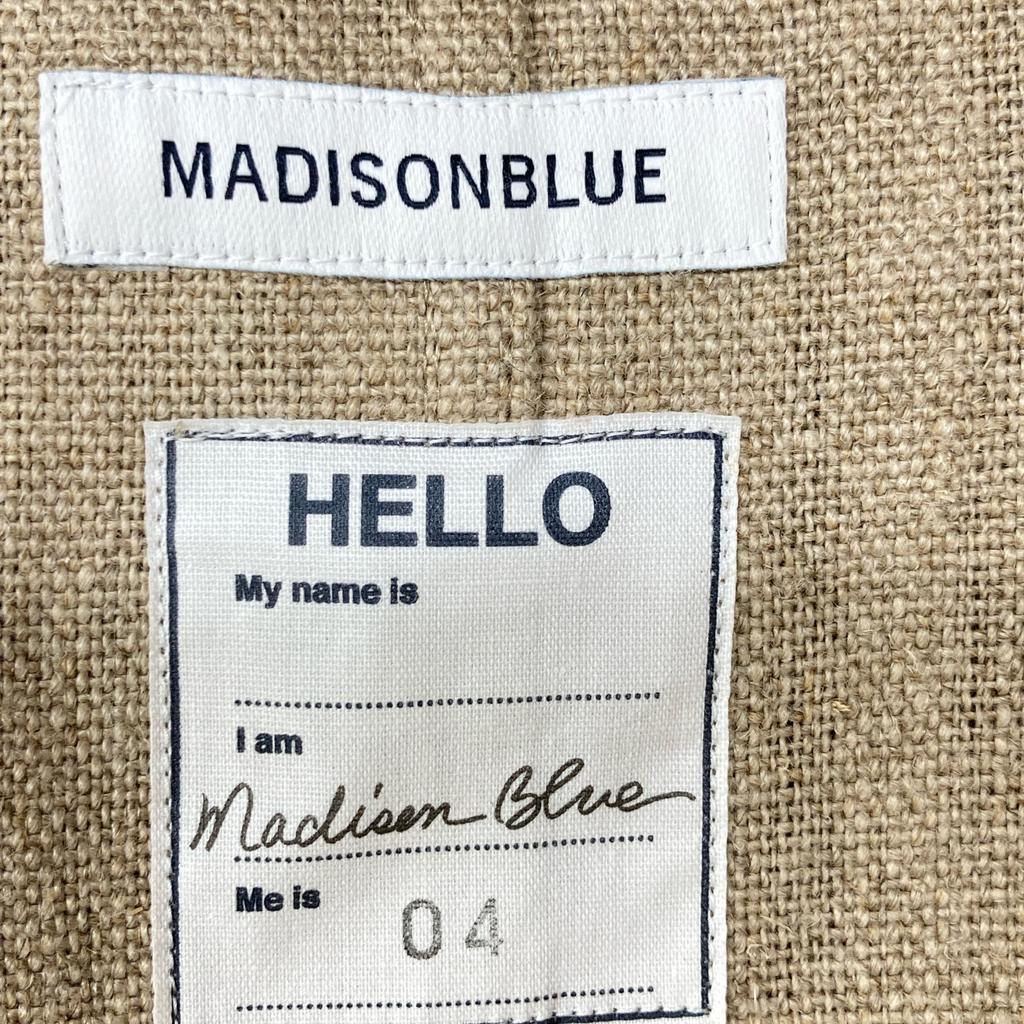 MADISONBLUE
HELLO
My name is
I am
Madisen Blue
Me is
04